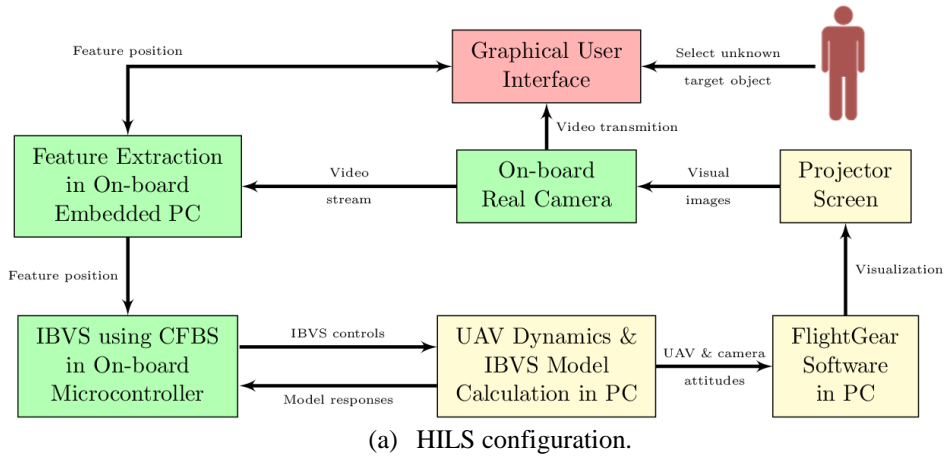 Feature position
Graphical User
Interface
Select unknown
target object
Video transmition
Feature Extraction
in On-board
Embedded PC
Video
stream
On-board
Real Camera
Visual
images
Projector
Screen
Feature position
Visualization
IBVS using CFBS
in On-board
Microcontroller
IBVS controls
Model responses
UAV Dynamics &
IBVS Model
Calculation in PC
UAV & camera
attitudes
FlightGear
Software
in PC
(a) HILS configuration.